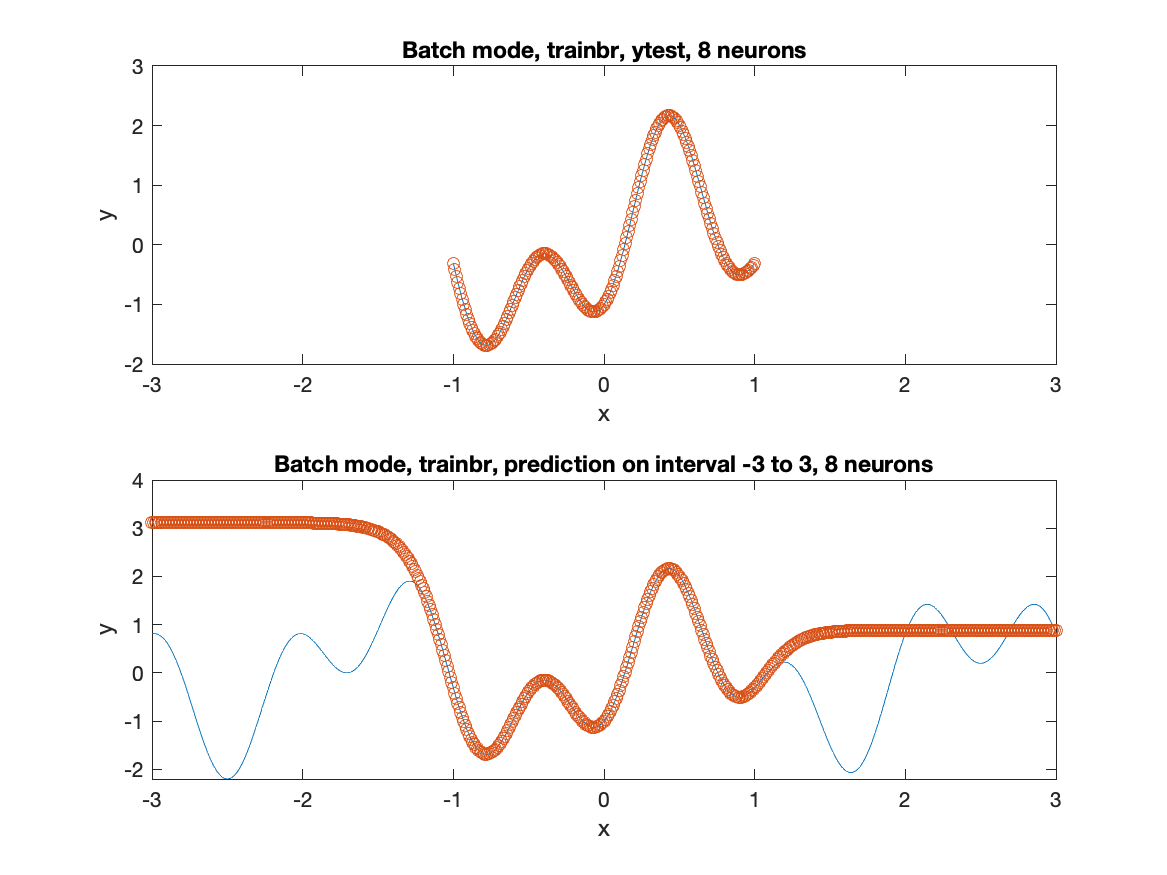 Batch mode, trainbr, ytest, 8 neurons
3
2
1
0
-1
-2
y
-3 -2 -1 0 1 2 3
x
Batch mode, trainbr, prediction on interval -3 to 3, 8 neurons
4
3
2
1
0
-1
-2
y
-3 -2 -1 0 1 2 3
x